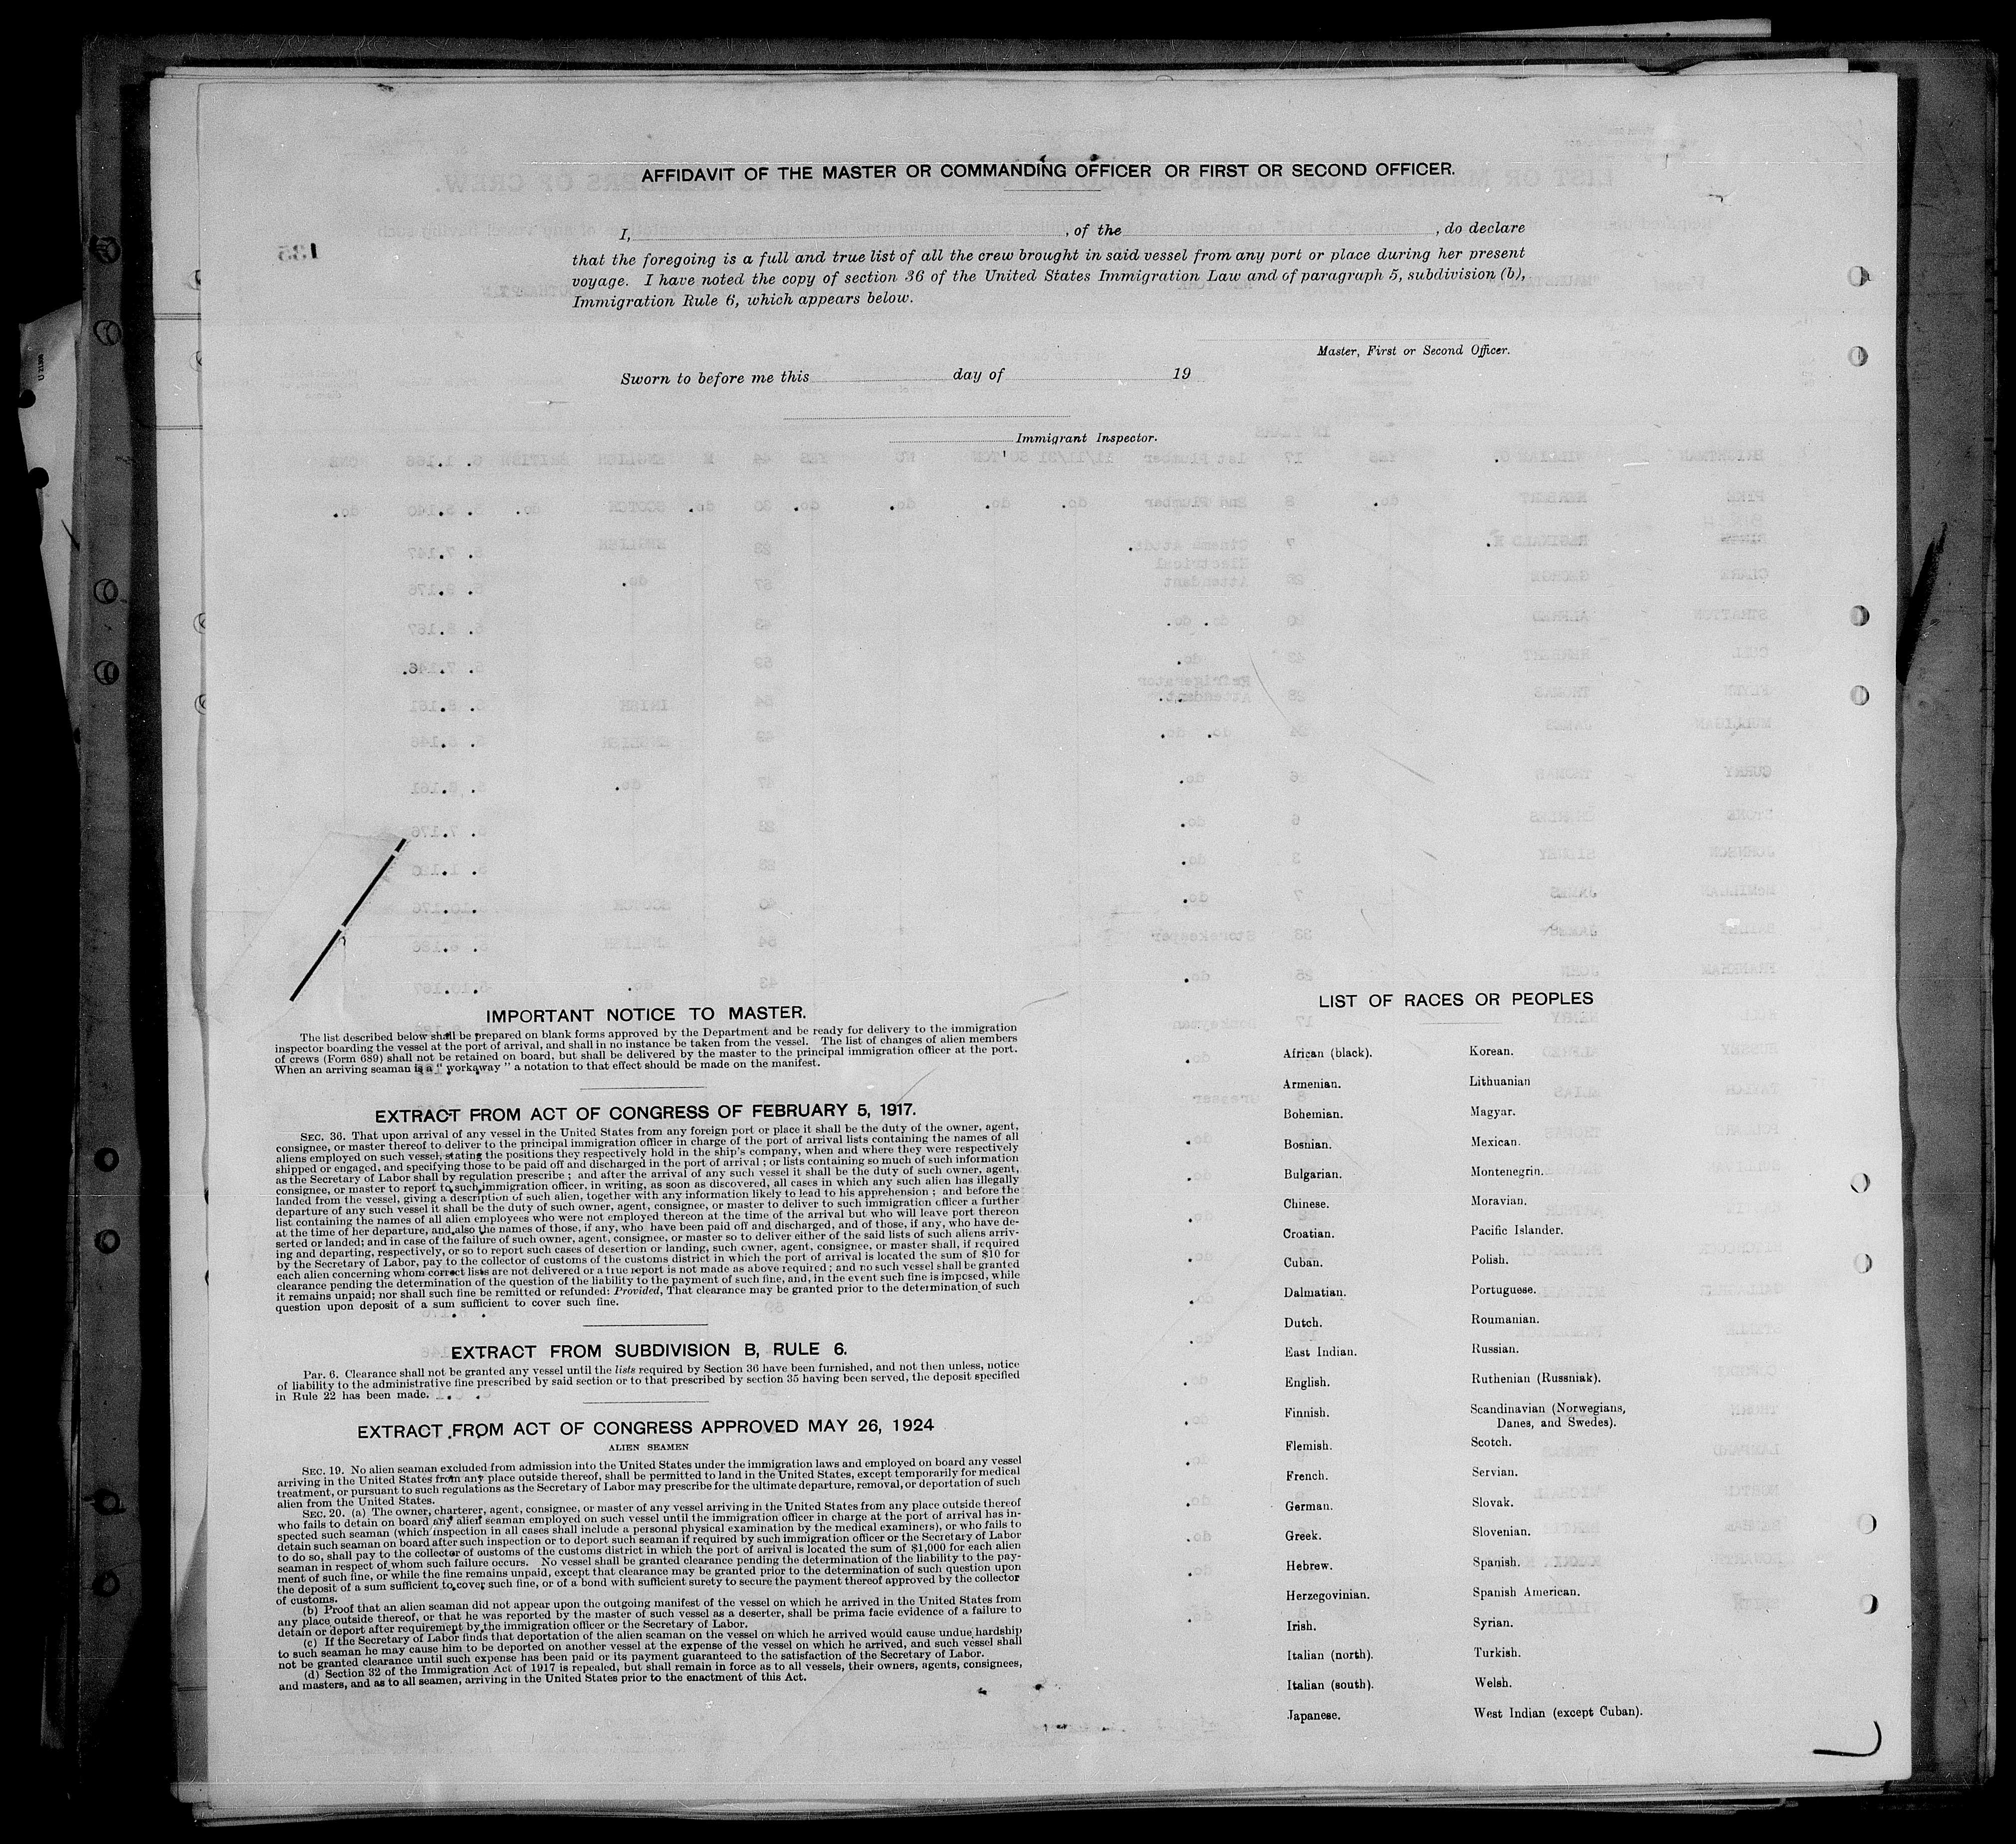 AFFIDAVIT OF THE MASTER OR COMMANDING OFFICER OR FIRST OR SECOND OFFICER.
I, , of the , do declare
that the foregoing is a full and true list of all the crew brought in said vessel from any port or place during her present
voyage. I have noted the copy of section 36 of the United States Immigration Law and of paragraph 5, subdivision (b),
Immigration Rule 6, which appears below.
Master, First or Second Officer.
Sworn to before me this day of 19
Immigrant Inspector.
135
IMPORTANT NOTICE TO MASTER.
The list described below shall be prepared on blank forms approved by the Department and be ready for delivery to the immigration
inspector boarding the vessel at the port of arrival, and shall in no instance be taken from the vessel. The list of changes of alien members
of crews (Form 689) shall not be retained on board, but shall be delivered by the master to the principal immigration officer at the port.
When an arriving seaman is a " workaway " a notation to that effect should be made on the manifest.
EXTRACT FROM ACT OF CONGRESS OF FEBRUARY 5, 1917.
SEC. 36. That upon arrival of any vessel in the United States from any foreign port or place it shall be the duty of the owner, agent,
consignee, or master thereof to deliver to the principal immigration officer in charge of the port of arrival lists containing the names of all
aliens employed on such vessel, stating the positions they respectively hold in the ship's company, when and where they were respectively
shipped or engaged, and specifying those to be paid off and discharged in the port of arrival ; or lists containing so much of such information
as the Secretary of Labor shall by regulation prescribe ; and after the arrival of any such vessel it shall be the duty of such owner, agent,
consignee, or master to report to such immigration officer, in writing, as soon as discovered, all cases in which any such alien has illegally
landed from the vessel, giving a description of such alien, together with any information likely to lead to his apprehension ; and before the
departure of any such vessel it shall be the duty of such owner, agent, consignee, or master to deliver to such immigration officer a further
list containing the names of all alien employees who were not employed thereon at the time of the arrival but who will leave port thereon
at the time of her departure, and also the names of those, if any, who have been paid off and discharged, and of those, if any, who have de-
serted or landed; and in case of the failure of such owner, agent, consignee, or master so to deliver either of the said lists of such aliens arriv-
ing and departing, respectively, or so to report such cases of desertion or landing, such owner, agent, consignee, or master shall, if required
by the Secretary of Labor, pay to the collector of customs of the customs district in which the port of arrival is located the sum of $10 for
each alien concerning whom correct lists are not delivered or a true report is not made as above required ; and no such vessel shall be granted
clearance pending the determination of the question of the liability to the payment of such fine, and, in the event such fine is imposed, while
it remains unpaid; nor shall such fine be remitted or refunded: Provided, That clearance may be granted prior to the determination of such
question upon deposit of a sum sufficient to cover such fine.
EXTRACT FROM SUBDIVISION B, RULE 6.
Par. 6. Clearance shall not be granted any vessel until the lists required by Section 36 have been furnished, and not then unless, notice
of liability to the administrative fine prescribed by said section or to that prescribed by section 35 having been served, the deposit specified
in Rule 22 has been made.
EXTRACT FROM ACT OF CONGRESS APPROVED MAY 26, 1924
ALIEN SEAMEN
SEC. 19. No alien seaman excluded from admission into the United States under the immigration laws and employed on board any vessel
arriving in the United States from any place outside thereof, shall be permitted to land in the United States, except temporarily for medical
treatment, or pursuant to such regulations as the Secretary of Labor may prescribe for the ultimate departure, removal, or deportation of such
alien from the United States.
SEC. 20. (a) The owner, charterer, agent, consignee, or master of any vessel arriving in the United States from any place outside thereof
who fails to detain on board any alien seaman employed on such vessel until the immigration officer in charge at the port of arrival has in-
spected such seaman (which inspection in all cases shall include a personal physical examination by the medical examiners), or who fails to
detain such seaman on board after such inspection or to deport such seaman if required by such immigration officer or the Secretary of Labor
to do so, shall pay to the collector of customs of the customs district in which the port of arrival is located the sum of $1,000 for each alien
seaman in respect of whom such failure occurs. No vessel shall be granted clearance pending the determination of the liability to the pay-
ment of such fine, or while the fine remains unpaid, except that clearance may be granted prior to the determination of such question upon
the deposit of a sum sufficient to cover such fine, or of a bond with sufficient surety to secure the payment thereof approved by the collector
of customs.
(b) Proof that an alien seaman did not appear upon the outgoing manifest of the vessel on which he arrived in the United States from
any place outside thereof, or that he was reported by the master of such vessel as a deserter, shall be prima facie evidence of a failure to
detain or deport after requirement by the immigration officer or the Secretary of Labor.
(c) If the Secretary of Labor finds that deportation of the alien seaman on the vessel on which he arrived would cause undue hardship
to such seaman he may cause him to be deported on another vessel at the expense of the vessel on which he arrived, and such vessel shall
not be granted clearance until such expense has been paid or its payment guaranteed to the satisfaction of the Secretary of Labor.
(d) Section 32 of the Immigration Act of 1917 is repealed, but shall remain in force as to all vessels, their owners, agents, consignees,
and masters, and as to all seamen, arriving in the United States prior to the enactment of this Act.
LIST OF RACES OR PEOPLES
African (black).
Armenian.
Bohemian.
Bosnian.
Bulgarian.
Chinese.
Croatian.
Cuban.
Dalmatian.
Dutch.
East Indian.
English.
Finnish.
Flemish.
French.
German.
Greek.
Hebrew.
Herzegovinian.
Irish.
Italian (north).
Italian (south).
Japanese.
Korean.
Lithuanian
Magyar.
Mexican.
Montenegrin.
Moravian.
Pacific Islander.
Polish.
Portuguese.
Roumanian.
Russian.
Ruthenian (Russniak).
Scandinavian (Norwegians,
Danes, and Swedes).
Scotch.
Servian.
Slovak.
Slovenian.
Spanish.
Spanish American.
Syrian.
Turkish.
Welsh.
West Indian (except Cuban).